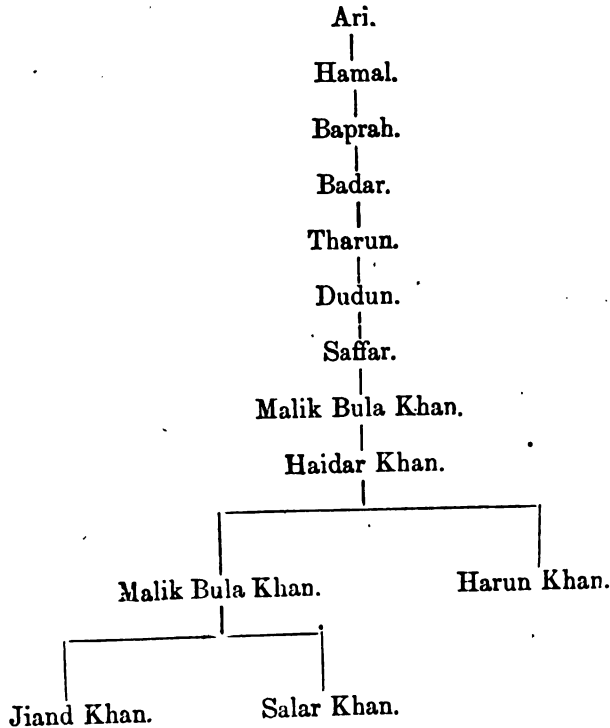 Ari.
Hamal.
Baprah.
Badar.
Tharun.
Dudun.
Saffar.
Malik Bula Khan.
Haidar Khan.
Malik Bula Khan. Harun Khan.
Jiand Khan. Salar Khan.